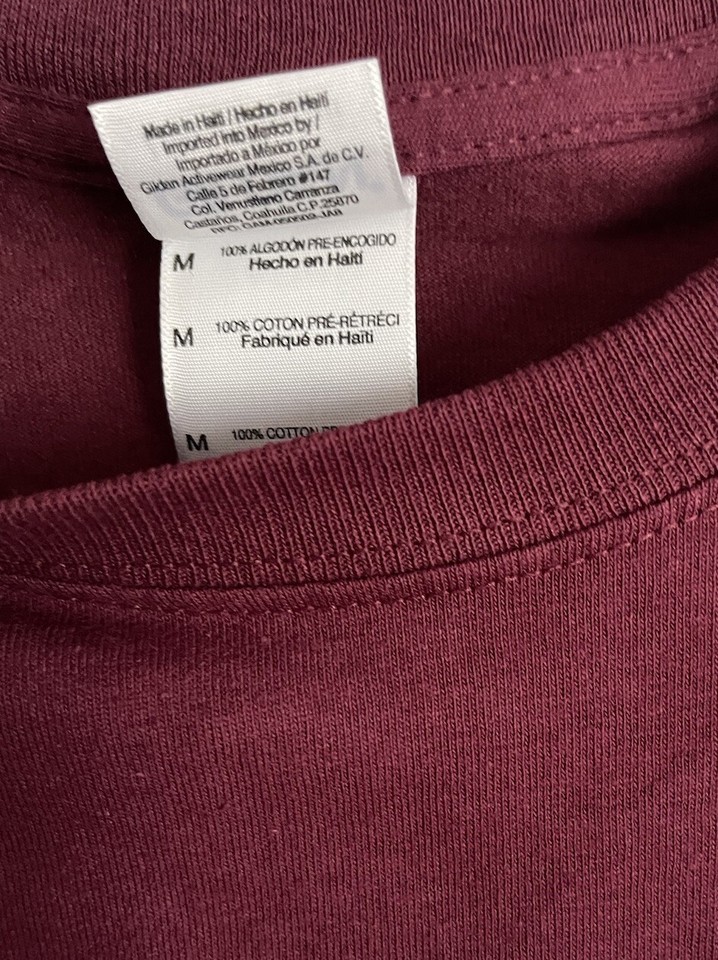 Made in Haiti / Hecho en Haití
Imported into Mexico by /
Importado a México por
Gildan Activewear Mexico S.A. de C.V.
Calle 5 de Febrero #147
Col. Venustiano Carranza
Castaños, Coahuila C.P. 25870
M 100% ALGODÓN PRE-ENCOGIDO
Hecho en Haití
M 100% COTON PRÉ-RÉTRÉCI
Fabriqué en Haïti
M 100% COTTON